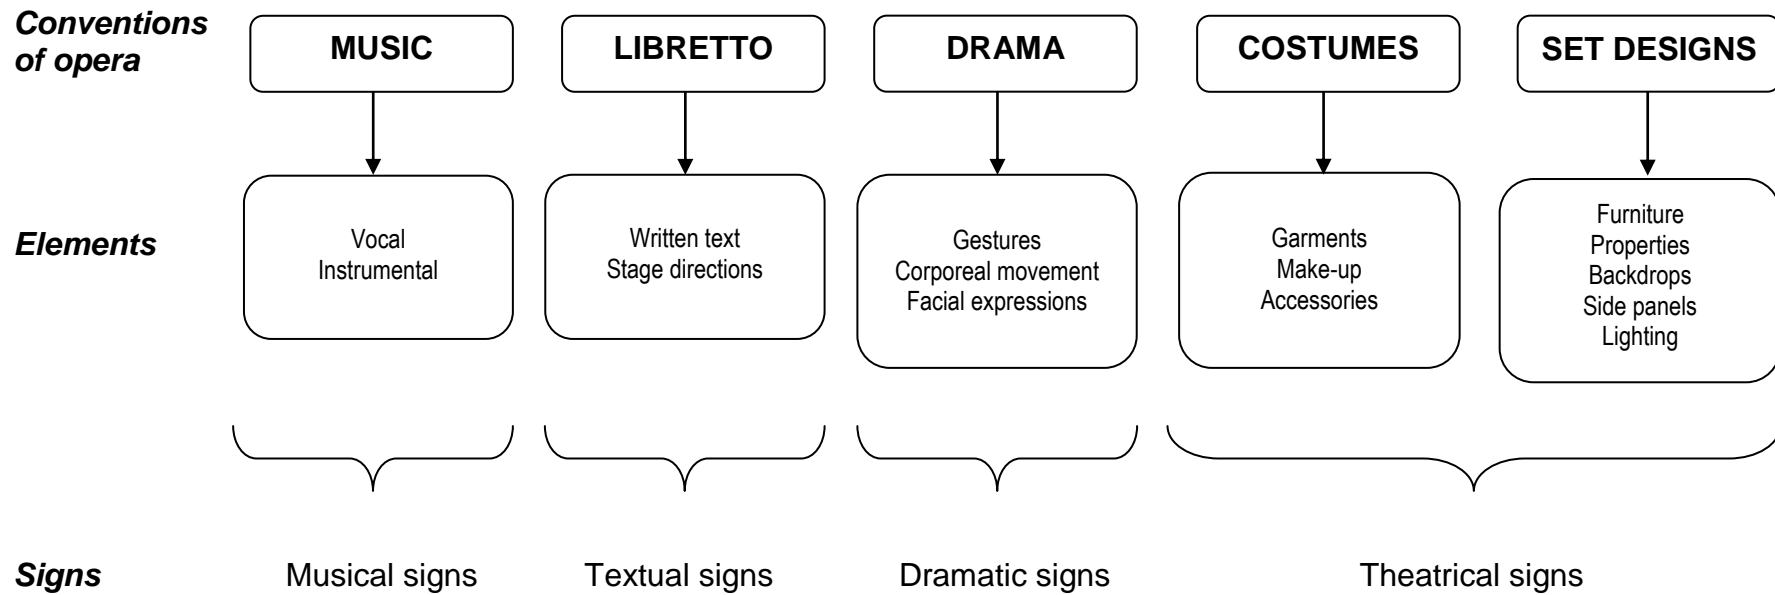 Conventions
of opera
MUSIC
LIBRETTO
DRAMA
COSTUMES
SET DESIGNS
Elements
Vocal
Instrumental
Written text
Stage directions
Gestures
Corporeal movement
Facial expressions
Garments
Make-up
Accessories
Furniture
Properties
Backdrops
Side panels
Lighting
Signs
Musical signs
Textual signs
Dramatic signs
Theatrical signs